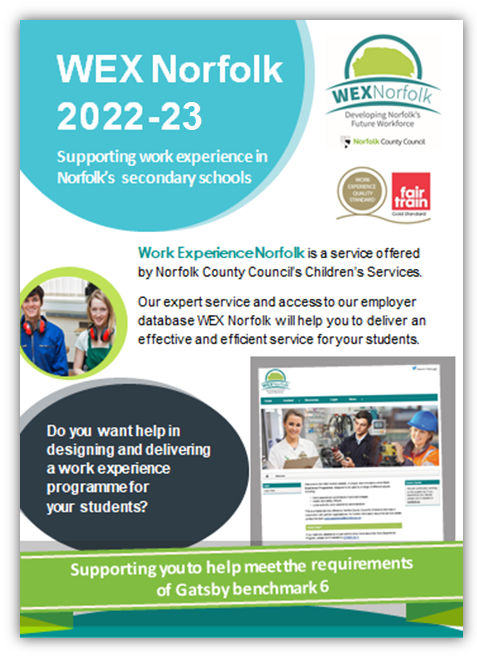 WEX Norfolk
2022-23
Supporting work experience in
Norfolk's secondary schools
WEXNorfolk
Developing Norfolk's
Future Workforce
Norfolk County Council
WORK
EXPERIENCE
QUALITY
STANDARD
fair
train
Gold Standard
Work Experience Norfolk is a service offered
by Norfolk County Council's Children's Services.
Our expert service and access to our employer
database WEX Norfolk will help you to deliver an
effective and efficient service for your students.
WEXNorfolk
Do you want help in
designing and delivering
a work experience
programme for
your students?
Supporting you to help meet the requirements
of Gatsby benchmark 6